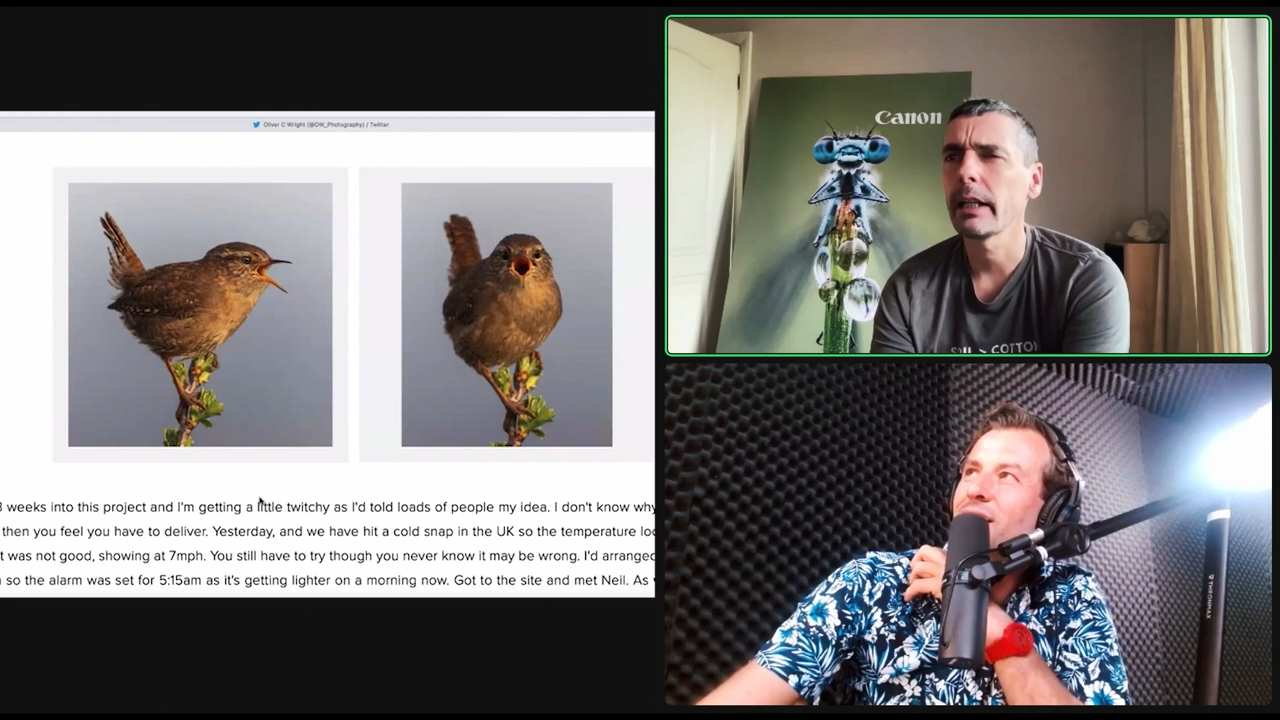 Oliver C Wright (@OW_Photography) / Twitter
weeks into this project and I'm getting a little twitchy as I'd told loads of people my idea. I don't know why
then you feel you have to deliver. Yesterday, and we have hit a cold snap in the UK so the temperature
was not good, showing at 7mph. You still have to try though you never know it may be wrong. I'd arranged
so the alarm was set for 5:15am as it's getting lighter on a morning now. Got to the site and met Neil. As
Canon
COTTON
THRONMAX